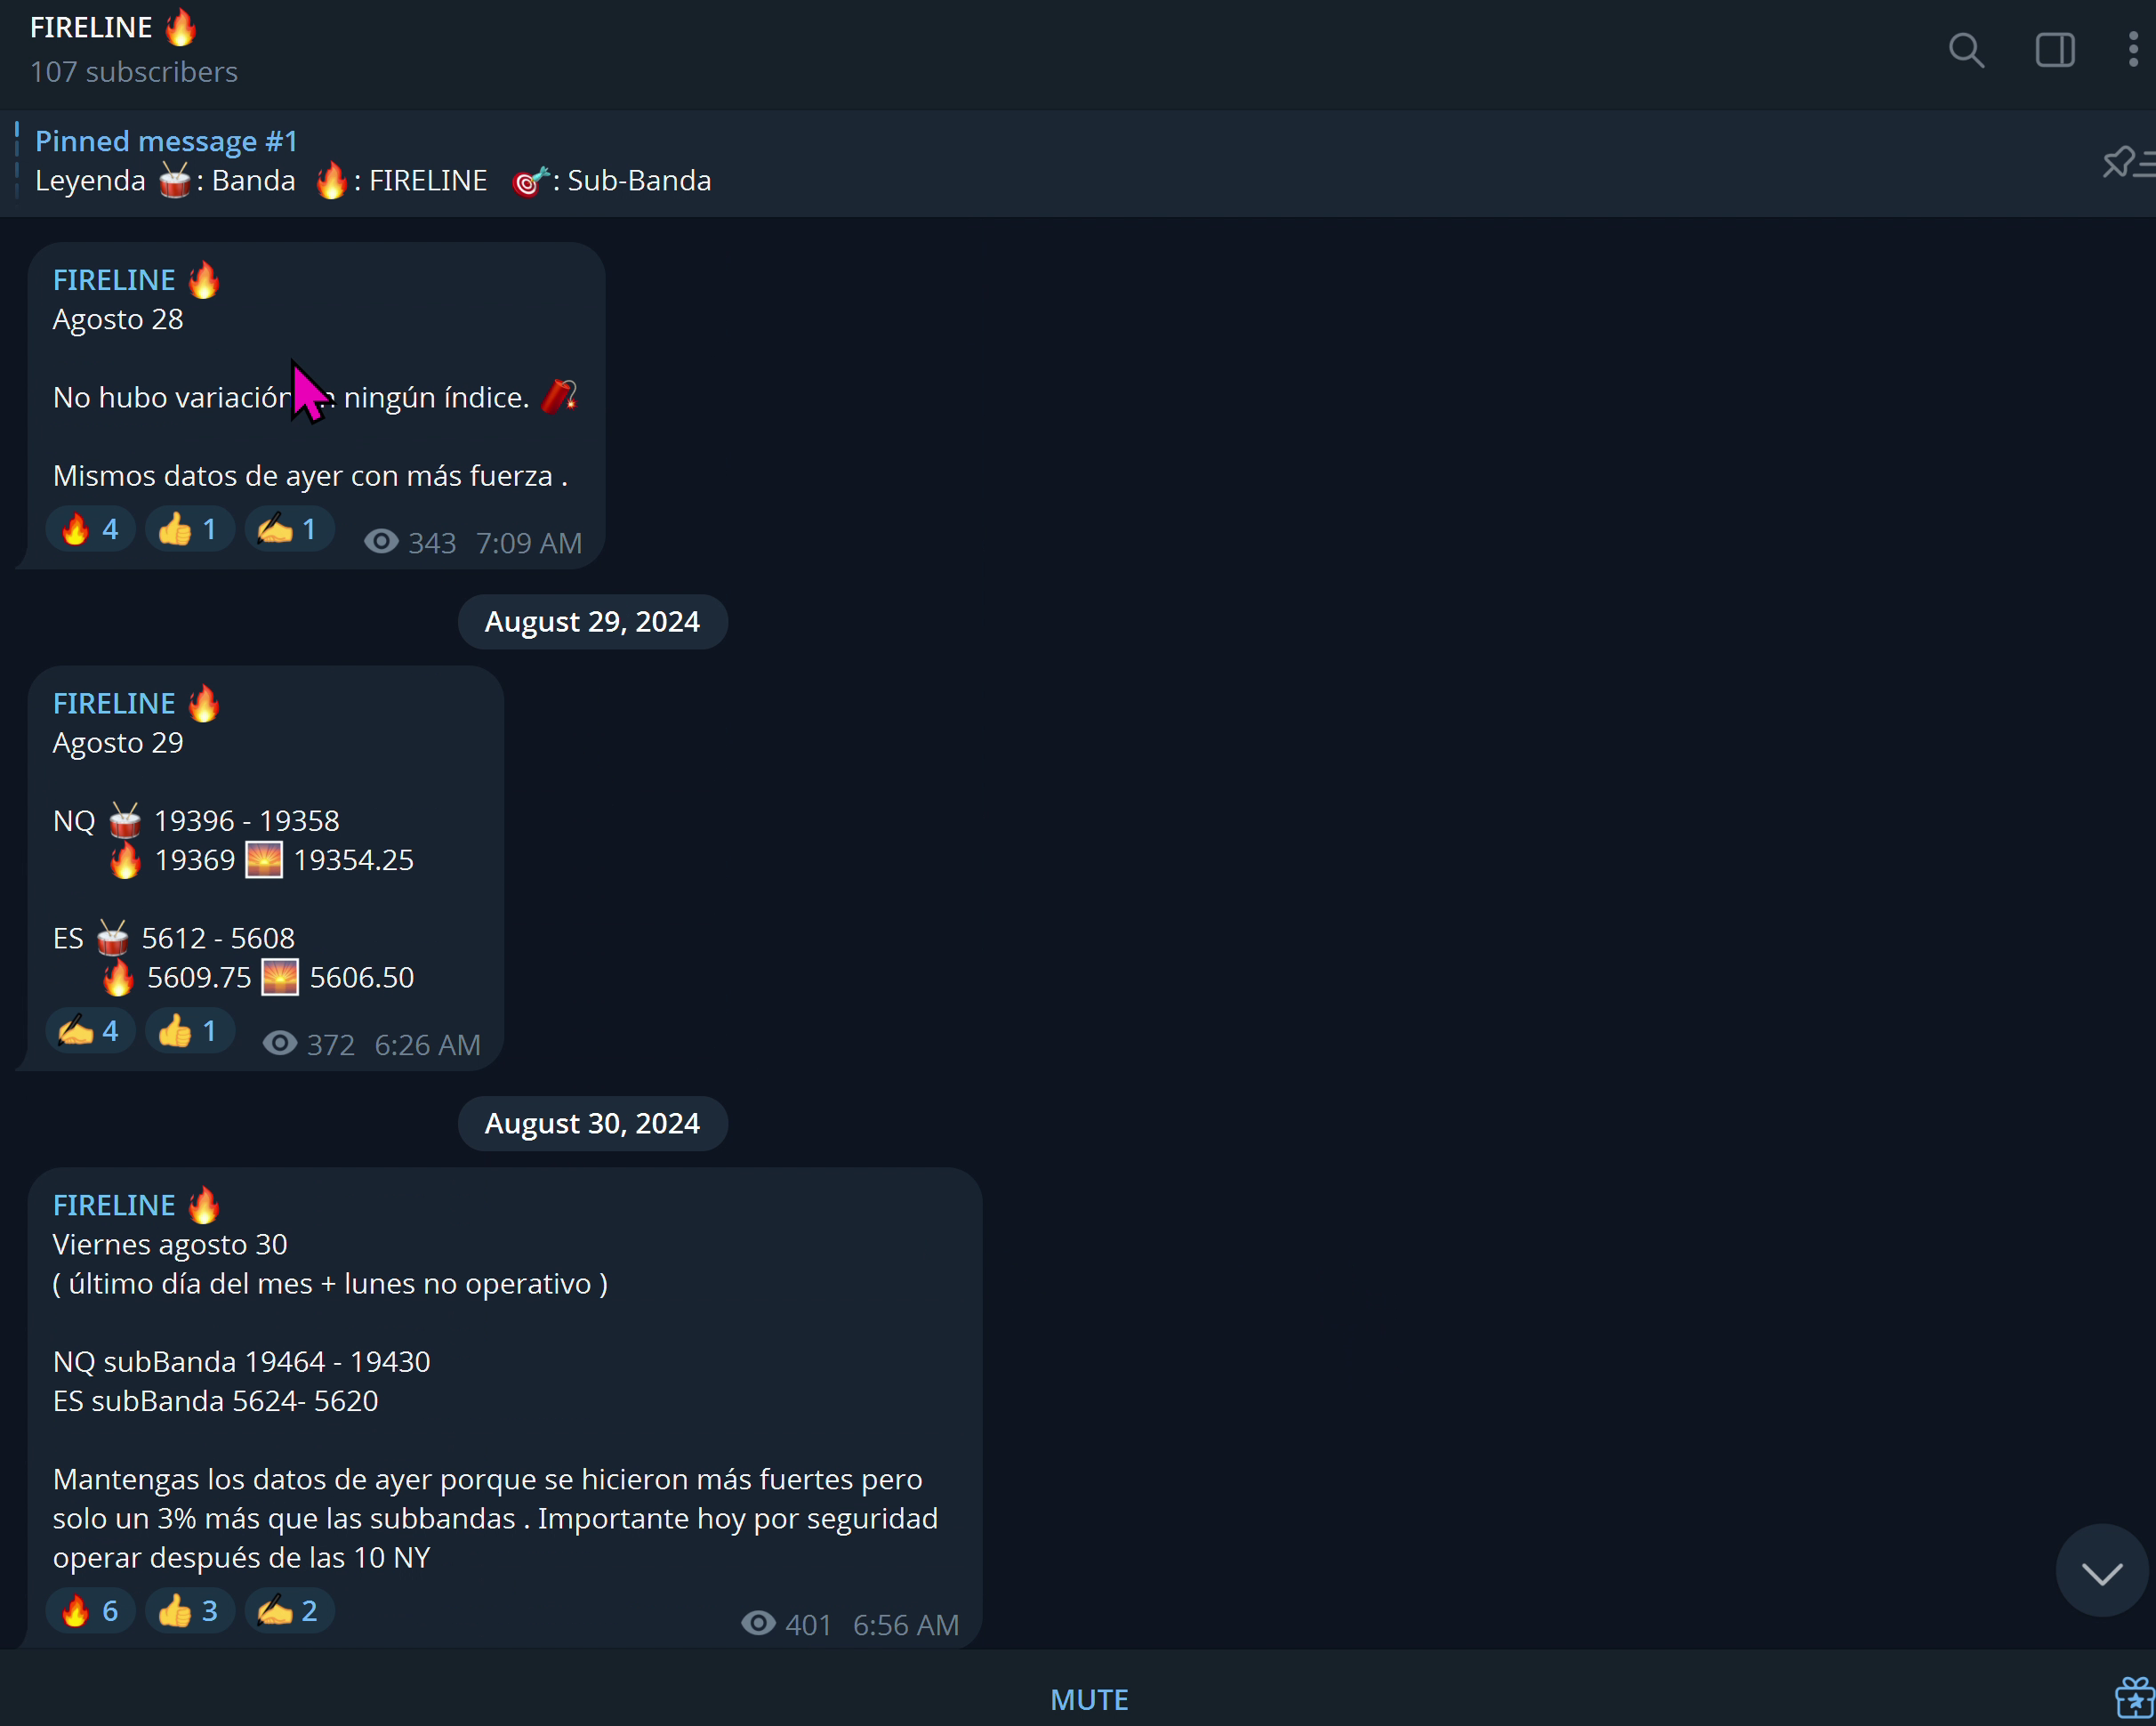 FIRELINE 🔥
107 subscribers
Pinned message #1
Leyenda 🥁: Banda 🔥: FIRELINE 🎯: Sub-Banda
FIRELINE 🔥
Agosto 28
No hubo variación ningún índice. 🧨
Mismos datos de ayer con más fuerza .
🔥 4 👍 1 ✍ 1 343 7:09 AM
August 29, 2024
FIRELINE 🔥
Agosto 29
NQ 🥁 19396 - 19358
🔥 19369 🌅 19354.25
ES 🥁 5612 - 5608
🔥 5609.75 🌅 5606.50
✍ 4 👍 1 372 6:26 AM
August 30, 2024
FIRELINE 🔥
Viernes agosto 30
( último día del mes + lunes no operativo )
NQ subBanda 19464 - 19430
ES subBanda 5624- 5620
Mantengas los datos de ayer porque se hicieron más fuertes pero
solo un 3% más que las subbandas . Importante hoy por seguridad
operar después de las 10 NY
🔥 6 👍 3 ✍ 2 401 6:56 AM
MUTE